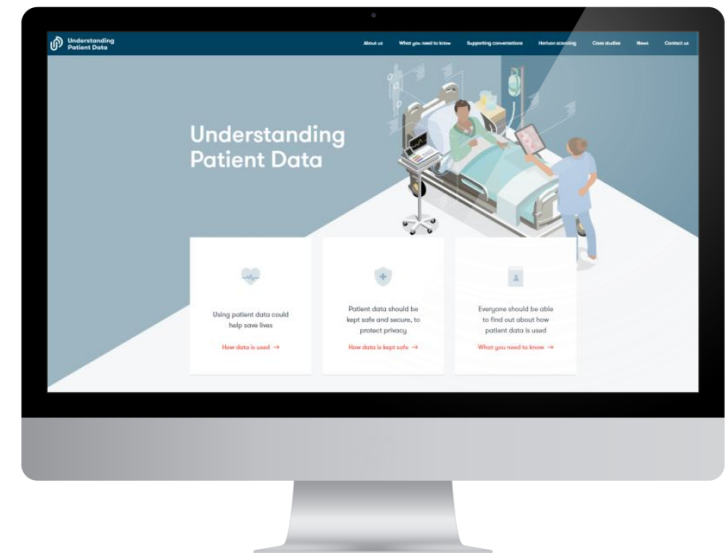 Understanding
Patient Data
About us What you need to know Supporting conversations Horizon scanning Case studies News Contact us
Understanding
Patient Data
Using patient data could
help save lives
How data is used →
Patient data should be
kept safe and secure, to
protect privacy
How data is kept safe →
Everyone should be able
to find out about how
patient data is used
What you need to know →